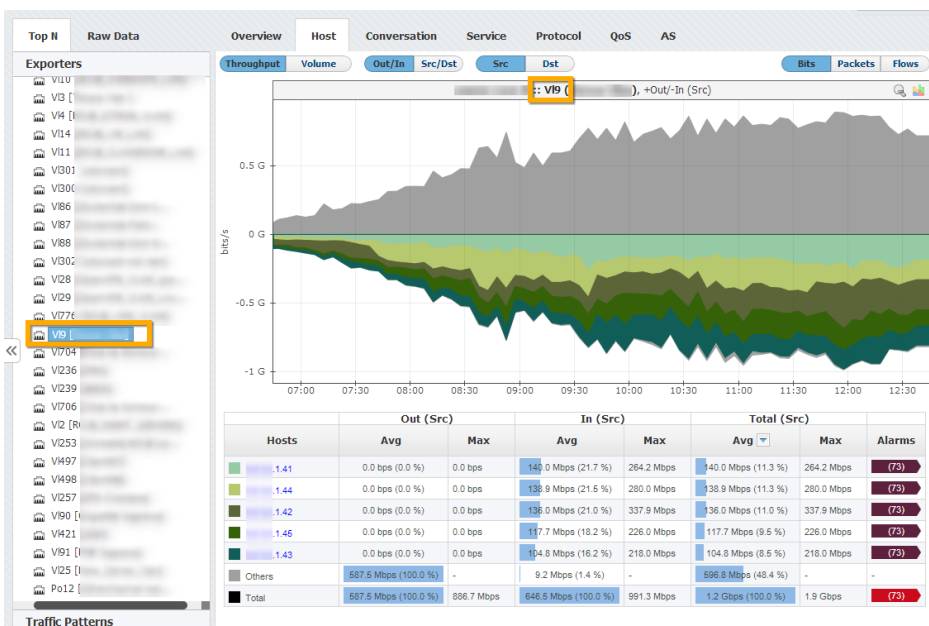 Top N Raw Data Overview Host Conversation Service Protocol QoS AS
Exporters Throughput Volume Out/In Src/Dst Src Dst Bits Packets Flows
Vl10
Vl3 [
Vl4 [
Vl14
Vl11
Vl301
Vl300
Vl86
Vl87
Vl88
Vl302
Vl28
Vl29
Vl776
Vl9 [
Vl704
Vl236
Vl239
Vl706
Vl2 [R
Vl253
Vl497
Vl498
Vl257
Vl90 [
Vl421
Vl91 [
Vl25 [
Po12 [
Traffic Patterns
:: Vl9 ( ), +Out/-In (Src)
bits/s
0.5 G
0 G
-0.5 G
-1 G
07:00 07:30 08:00 08:30 09:00 09:30 10:00 10:30 11:00 11:30 12:00 12:30
Out (Src) In (Src) Total (Src)
Hosts Avg Max Avg Max Avg Max Alarms
.1.41 0.0 bps (0.0 %) 0.0 bps 140.0 Mbps (21.7 %) 264.2 Mbps 140.0 Mbps (11.3 %) 264.2 Mbps (73)
.1.44 0.0 bps (0.0 %) 0.0 bps 138.9 Mbps (21.5 %) 280.0 Mbps 138.9 Mbps (11.3 %) 280.0 Mbps (73)
.1.42 0.0 bps (0.0 %) 0.0 bps 136.0 Mbps (21.0 %) 337.9 Mbps 136.0 Mbps (11.0 %) 337.9 Mbps (73)
.1.45 0.0 bps (0.0 %) 0.0 bps 117.7 Mbps (18.2 %) 226.0 Mbps 117.7 Mbps (9.5 %) 226.0 Mbps (73)
.1.43 0.0 bps (0.0 %) 0.0 bps 104.8 Mbps (16.2 %) 218.0 Mbps 104.8 Mbps (8.5 %) 218.0 Mbps (73)
Others 587.5 Mbps (100.0 %) - 9.2 Mbps (1.4 %) - 596.8 Mbps (48.4 %) - -
Total 587.5 Mbps (100.0 %) 886.7 Mbps 646.5 Mbps (100.0 %) 991.3 Mbps 1.2 Gbps (100.0 %) 1.9 Gbps (73)